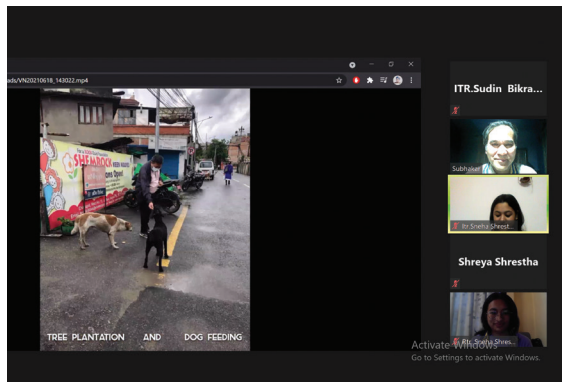 ads/VN20210618_143022.mp4
SHEMROCK
TREE PLANTATION AND DOG FEEDING
ITR.Sudin Bikra...
Subhakar
Itr.Sneha Shrest...
Shreya Shrestha
Rtr. Sneha Shres...
Activate Windows
Go to Settings to activate Windows.